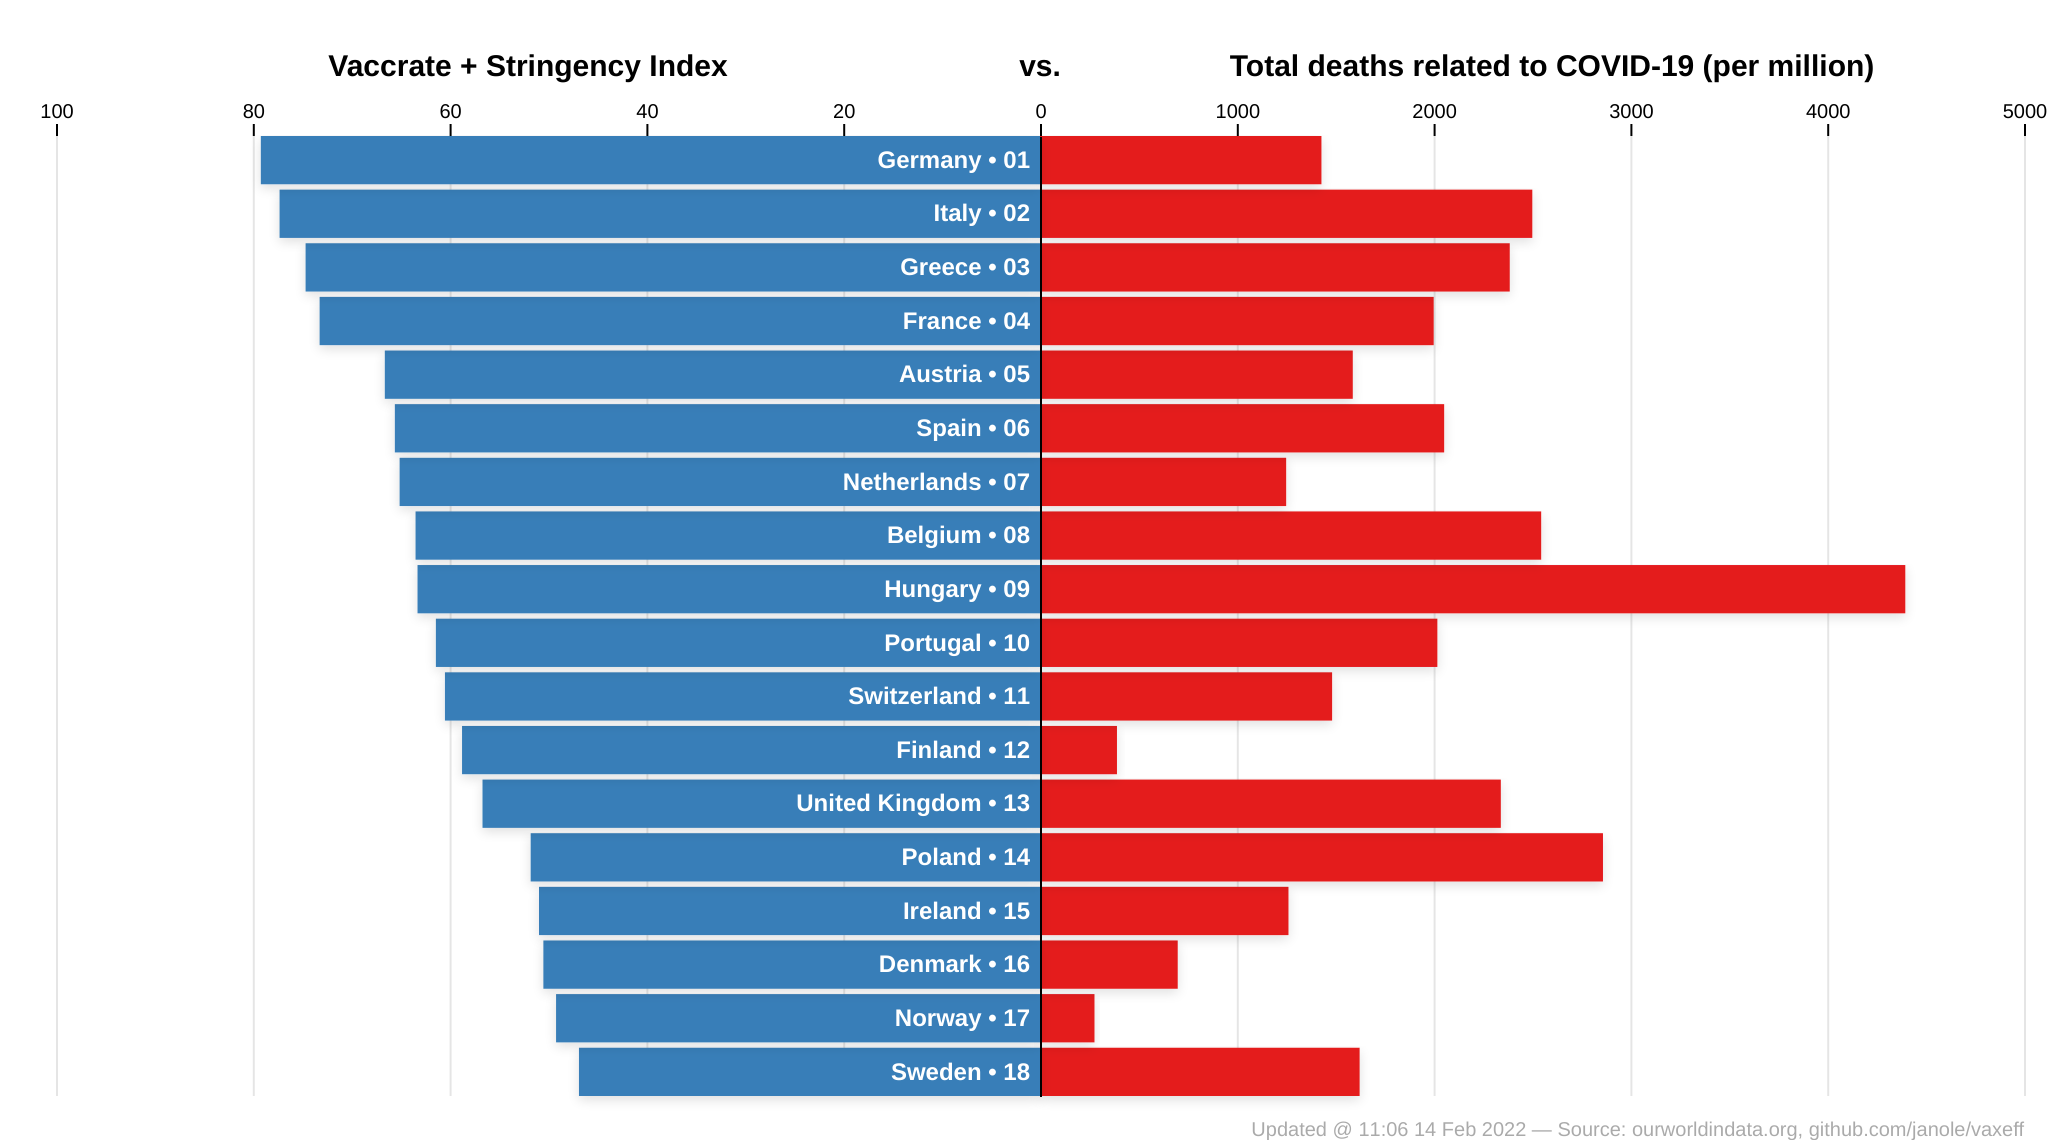 Vaccrate + Stringency Index vs. Total deaths related to COVID-19 (per million)
100 80 60 40 20 0 1000 2000 3000 4000 5000
Germany • 01
Italy • 02
Greece • 03
France • 04
Austria • 05
Spain • 06
Netherlands • 07
Belgium • 08
Hungary • 09
Portugal • 10
Switzerland • 11
Finland • 12
United Kingdom • 13
Poland • 14
Ireland • 15
Denmark • 16
Norway • 17
Sweden • 18
Updated @ 11:06 14 Feb 2022 — Source: ourworldindata.org, github.com/janole/vaxeff